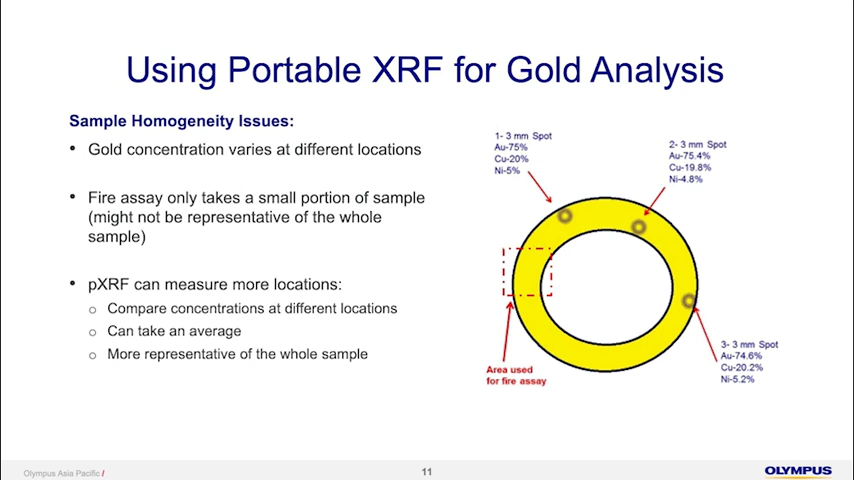 Using Portable XRF for Gold Analysis
Sample Homogeneity Issues:
• Gold concentration varies at different locations
• Fire assay only takes a small portion of sample
(might not be representative of the whole
sample)
• pXRF can measure more locations:
o Compare concentrations at different locations
o Can take an average
o More representative of the whole sample
1- 3 mm Spot
Au-75%
Cu-20%
Ni-5%
2- 3 mm Spot
Au-75.4%
Cu-19.8%
Ni-4.8%
3- 3 mm Spot
Au-74.6%
Cu-20.2%
Ni-5.2%
Area used
for fire assay
Olympus Asia Pacific /
11
OLYMPUS